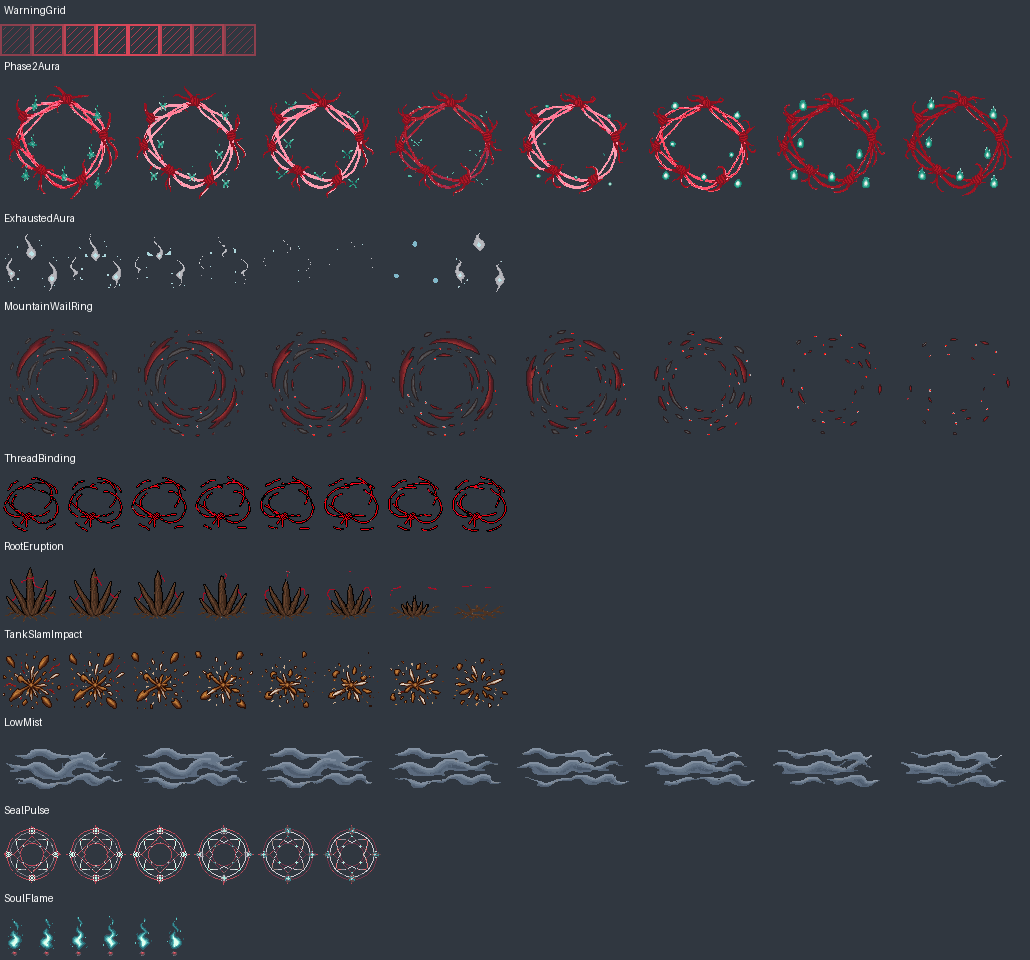 WarningGrid
Phase2Aura
ExhaustedAura
MountainWailRing
ThreadBinding
RootEruption
TankSlamImpact
LowMist
SealPulse
SoulFlame